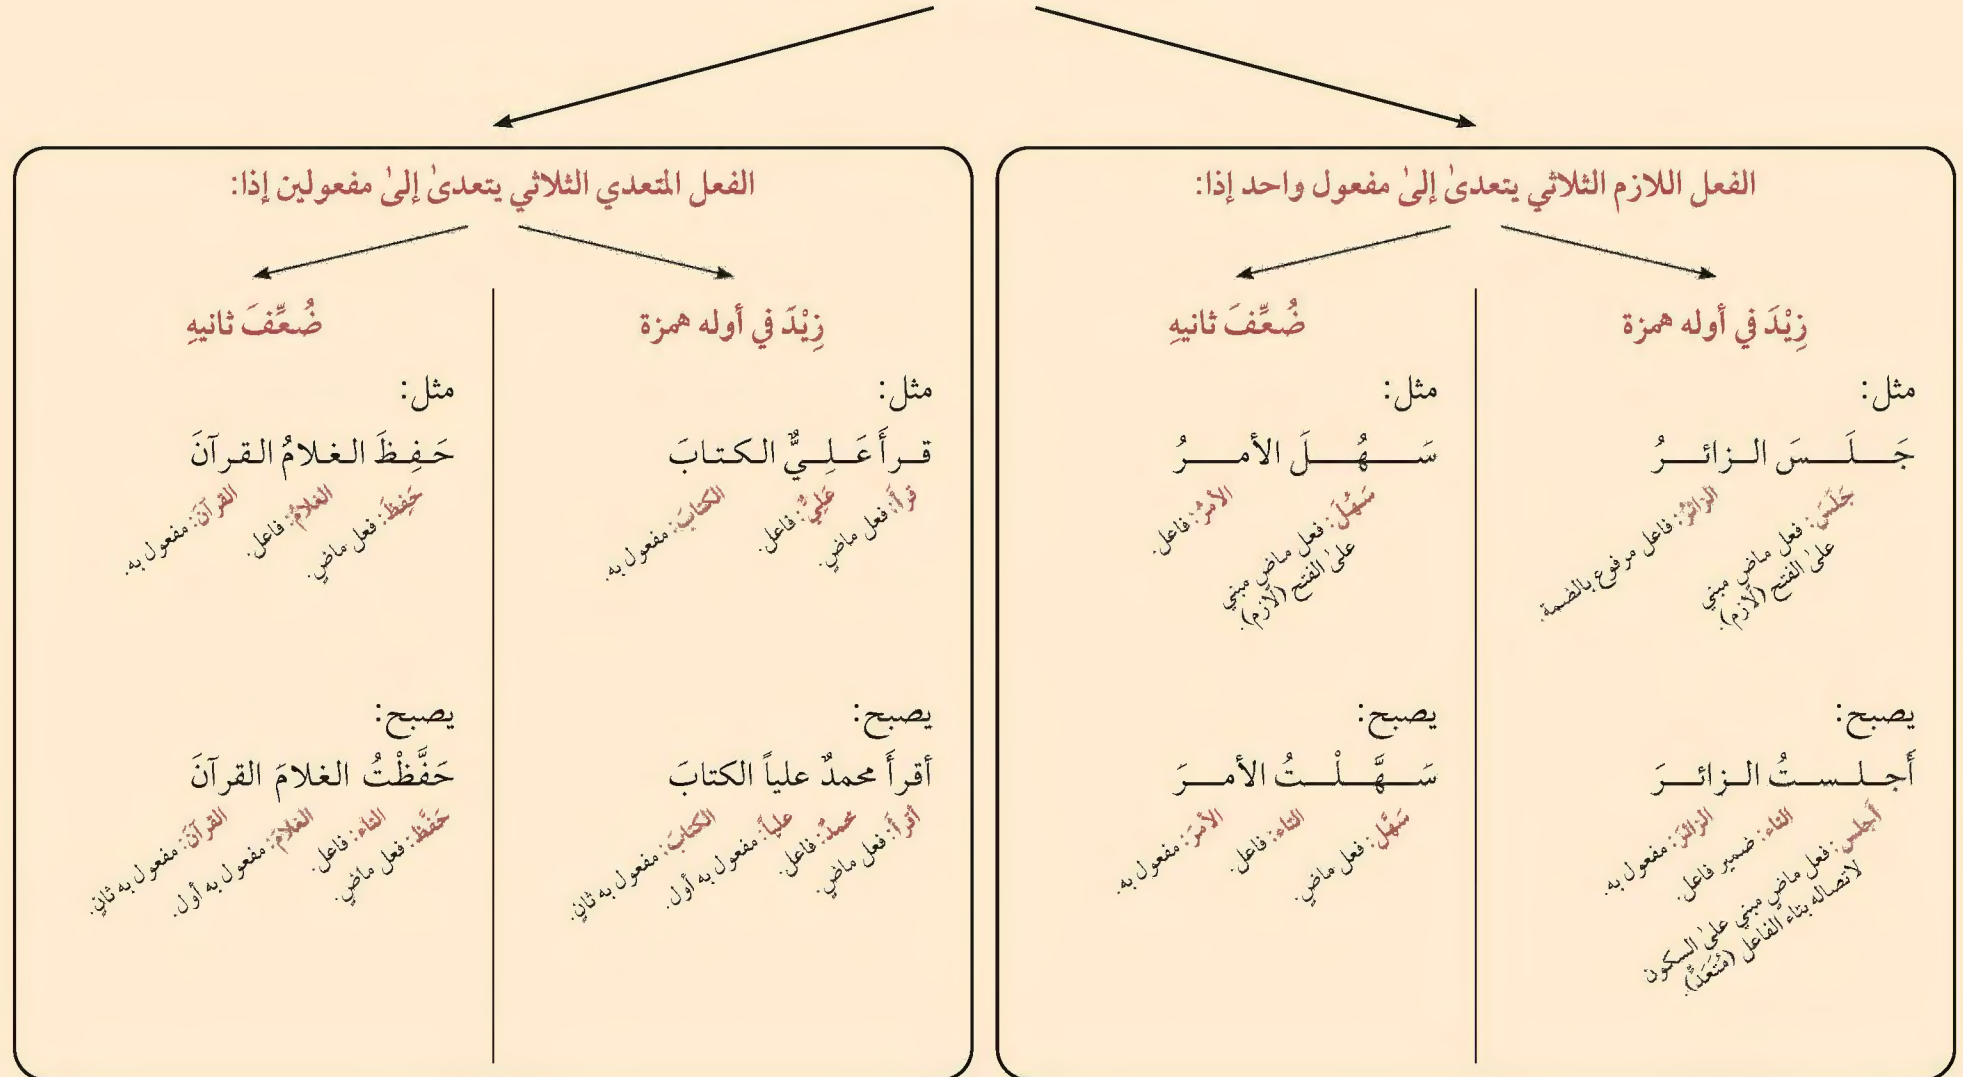 الفعل اللازم الثلاثي يتعدىٰ إلىٰ مفعول واحد إذا:
زِيْدَ في أوله همزة
مثل:
جَـلَـسَ الـزائـرُ
جَلَسَ: فعل ماضٍ مبني
علىٰ الفتح (لازم).
الزائرُ: فاعل مرفوع بالضمة.
يصبح:
أَجـلـسـتُ الـزائـرَ
أَجلس: فعل ماضٍ مبني علىٰ السكون
لاتصاله بتاء الفاعل (مُتَعَدٍّ).
التاء: ضمير فاعل.
الزائرَ: مفعول به.
ضُعِّفَ ثانيهِ
مثل:
سَـهُـلَ الأمـرُ
سَهُلَ: فعل ماضٍ مبني
علىٰ الفتح (لازم).
الأمرُ: فاعل.
يصبح:
سَـهَّـلْـتُ الأمـرَ
سَهَّل: فعل ماضٍ.
التاء: فاعل.
الأمرَ: مفعول به.
الفعل المتعدي الثلاثي يتعدىٰ إلىٰ مفعولين إذا:
زِيْدَ في أوله همزة
مثل:
قـرأَ عَـلِـيٌّ الـكـتـابَ
قرأَ: فعل ماضٍ.
عَلِيٌّ: فاعل.
الكتابَ: مفعول به.
يصبح:
أقرأَ محمدٌ علياً الكتابَ
أقرأَ: فعل ماضٍ.
محمدٌ: فاعل.
علياً: مفعول به أول.
الكتابَ: مفعول به ثانٍ.
ضُعِّفَ ثانيهِ
مثل:
حَـفِـظَ الـغـلامُ الـقـرآنَ
حَفِظَ: فعل ماضٍ.
الغلامُ: فاعل.
القرآنَ: مفعول به.
يصبح:
حَفَّظْتُ الغلامَ القرآنَ
حَفَّظ: فعل ماضٍ.
التاء: فاعل.
الغلامَ: مفعول به أول.
القرآنَ: مفعول به ثانٍ.